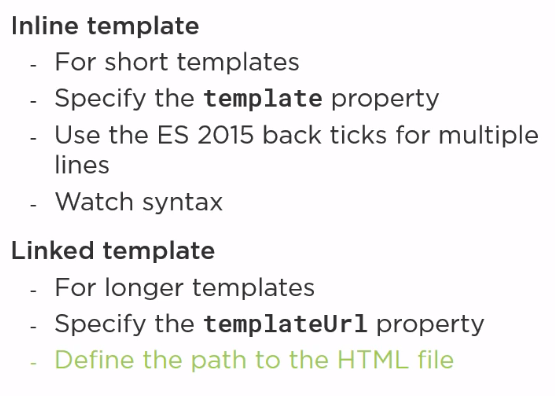 Inline template
- For short templates
- Specify the template property
- Use the ES 2015 back ticks for multiple
lines
- Watch syntax
Linked template
- For longer templates
- Specify the templateUrl property
- Define the path to the HTML file